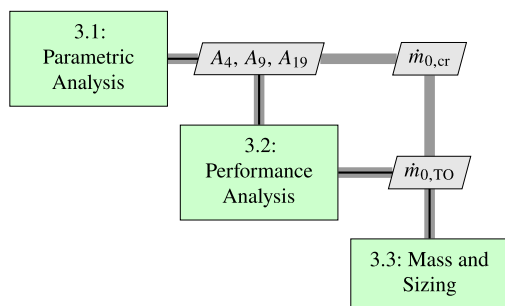 3.1:
Parametric
Analysis
A₄, A₉, A₁₉
ṁ₀,cr
3.2:
Performance
Analysis
ṁ₀,TO
3.3: Mass and
Sizing